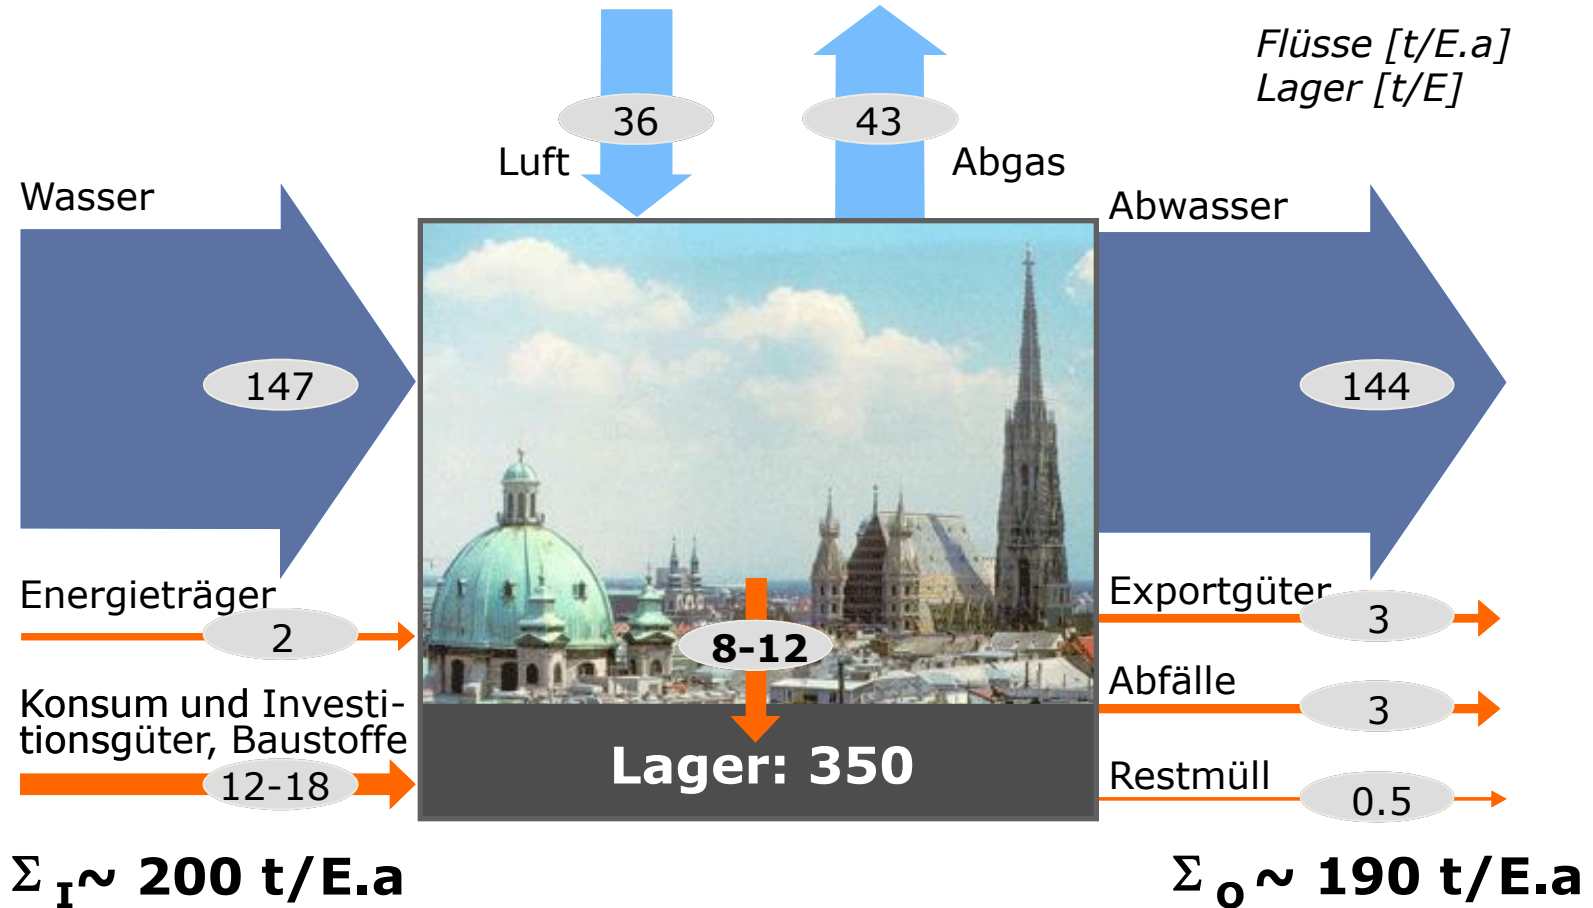 Flüsse [t/E.a]
Lager [t/E]
36
43
Luft
Abgas
Wasser
Abwasser
147
144
Energieträger
2
Exportgüter
3
8-12
Konsum und Investi-
tionsgüter, Baustoffe
12-18
Abfälle
3
Lager: 350
Restmüll
0.5
Σ I ~ 200 t/E.a
Σ O ~ 190 t/E.a